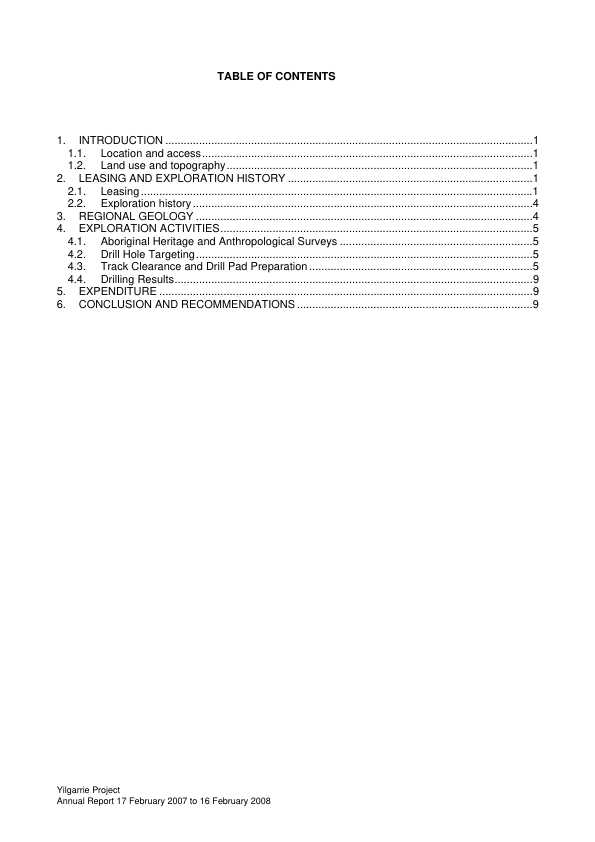 TABLE OF CONTENTS
1. INTRODUCTION ..........1
1.1. Location and access..........1
1.2. Land use and topography..........1
2. LEASING AND EXPLORATION HISTORY ..........1
2.1. Leasing..........1
2.2. Exploration history..........4
3. REGIONAL GEOLOGY ..........4
4. EXPLORATION ACTIVITIES..........5
4.1. Aboriginal Heritage and Anthropological Surveys ..........5
4.2. Drill Hole Targeting..........5
4.3. Track Clearance and Drill Pad Preparation ..........5
4.4. Drilling Results..........9
5. EXPENDITURE ..........9
6. CONCLUSION AND RECOMMENDATIONS ..........9
Yilgarrie Project
Annual Report 17 February 2007 to 16 February 2008